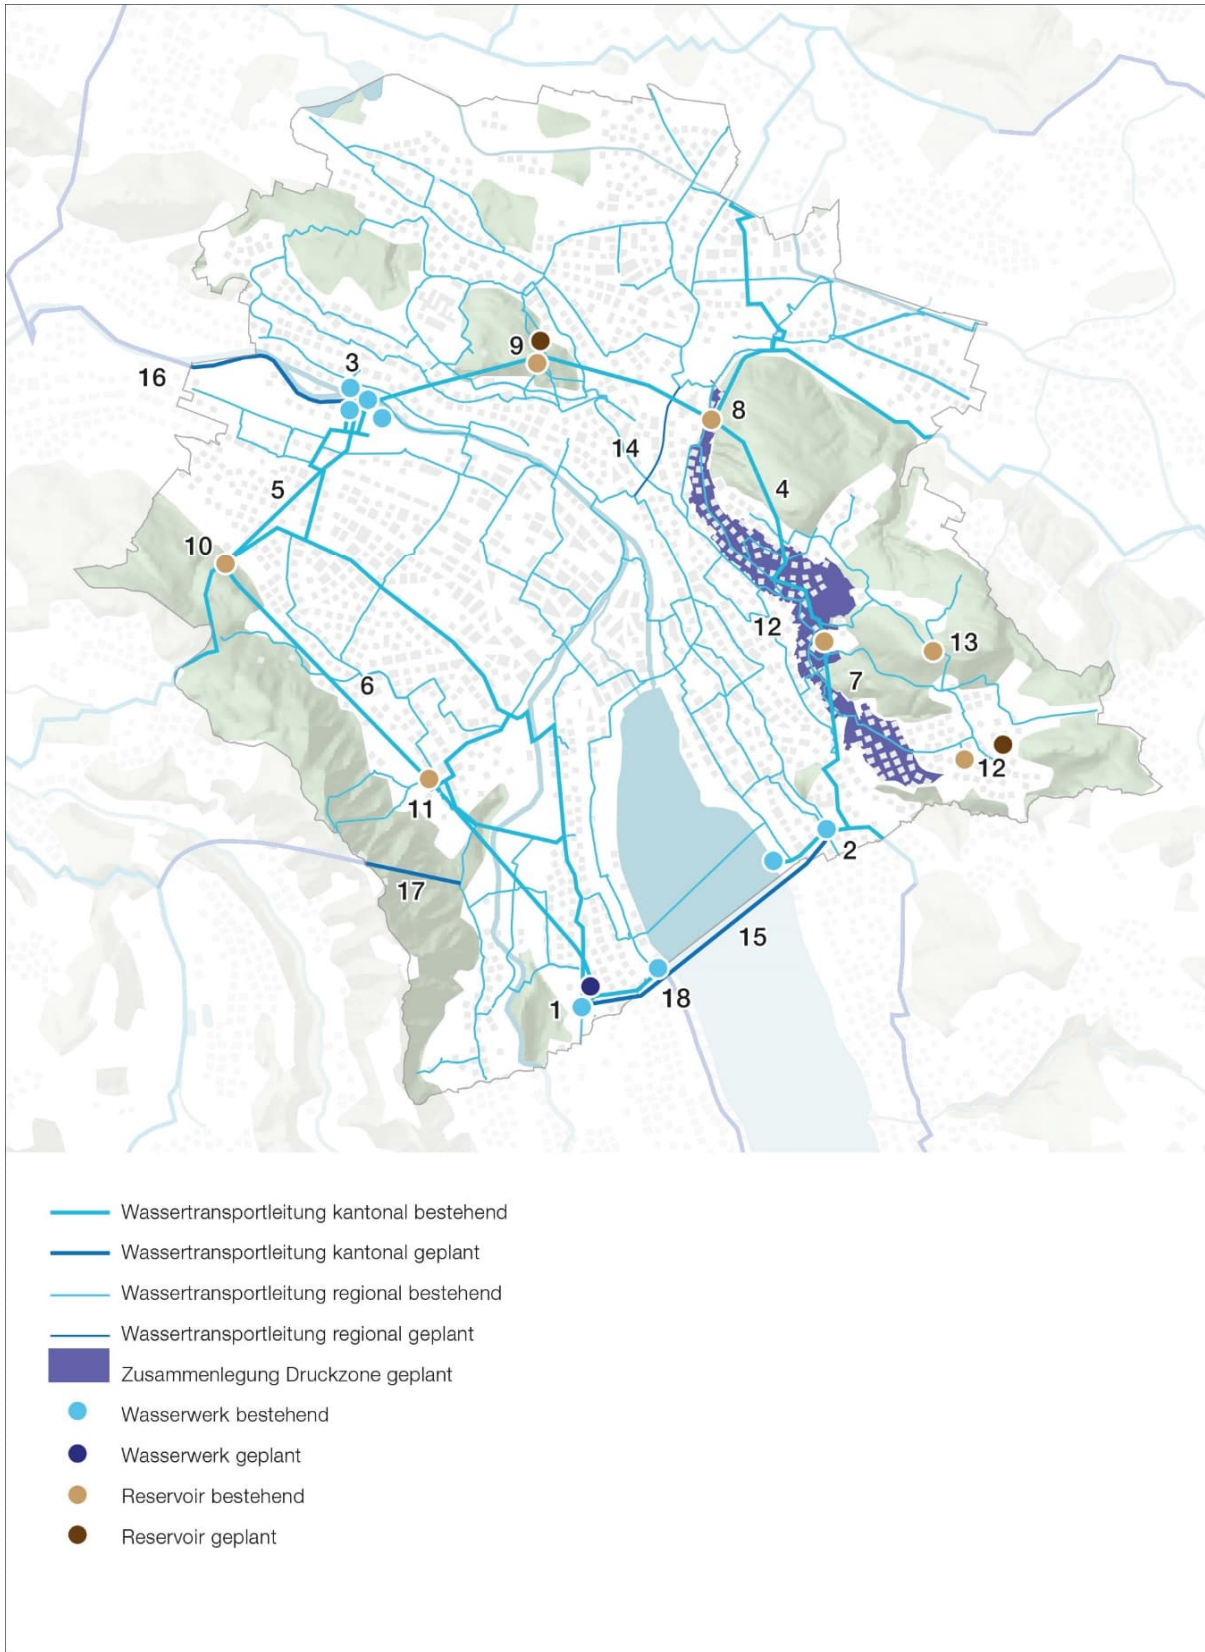 9
3
16
8
14
4
5
10
12
13
6
7
11
12
2
17
15
18
1
Wassertransportleitung kantonal bestehend
Wassertransportleitung kantonal geplant
Wassertransportleitung regional bestehend
Wassertransportleitung regional geplant
Zusammenlegung Druckzone geplant
Wasserwerk bestehend
Wasserwerk geplant
Reservoir bestehend
Reservoir geplant